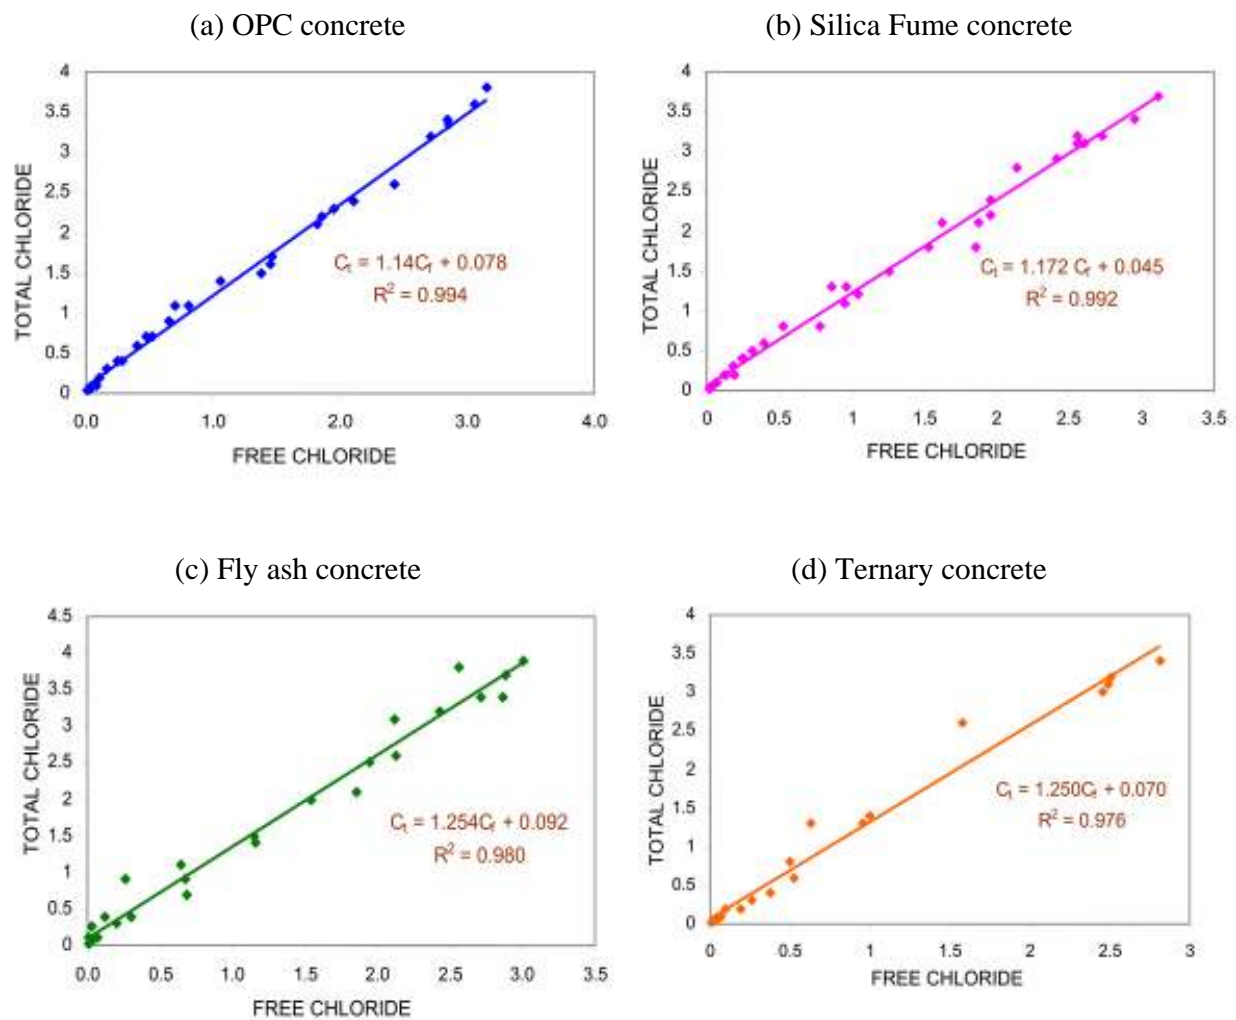 (a) OPC concrete
4
3.5
3
2.5
2
1.5
1
0.5
0
TOTAL CHLORIDE
Cₜ = 1.14C_f + 0.078
R² = 0.994
0.0 1.0 2.0 3.0 4.0
FREE CHLORIDE
(b) Silica Fume concrete
4
3.5
3
2.5
2
1.5
1
0.5
0
TOTAL CHLORIDE
Cₜ = 1.172 C_f + 0.045
R² = 0.992
0 0.5 1 1.5 2 2.5 3 3.5
FREE CHLORIDE
(c) Fly ash concrete
4.5
4
3.5
3
2.5
2
1.5
1
0.5
0
TOTAL CHLORIDE
Cₜ = 1.254C_f + 0.092
R² = 0.980
0.0 0.5 1.0 1.5 2.0 2.5 3.0 3.5
FREE CHLORIDE
(d) Ternary concrete
4
3.5
3
2.5
2
1.5
1
0.5
0
TOTAL CHLORIDE
Cₜ = 1.250C_f + 0.070
R² = 0.976
0 0.5 1 1.5 2 2.5 3
FREE CHLORIDE